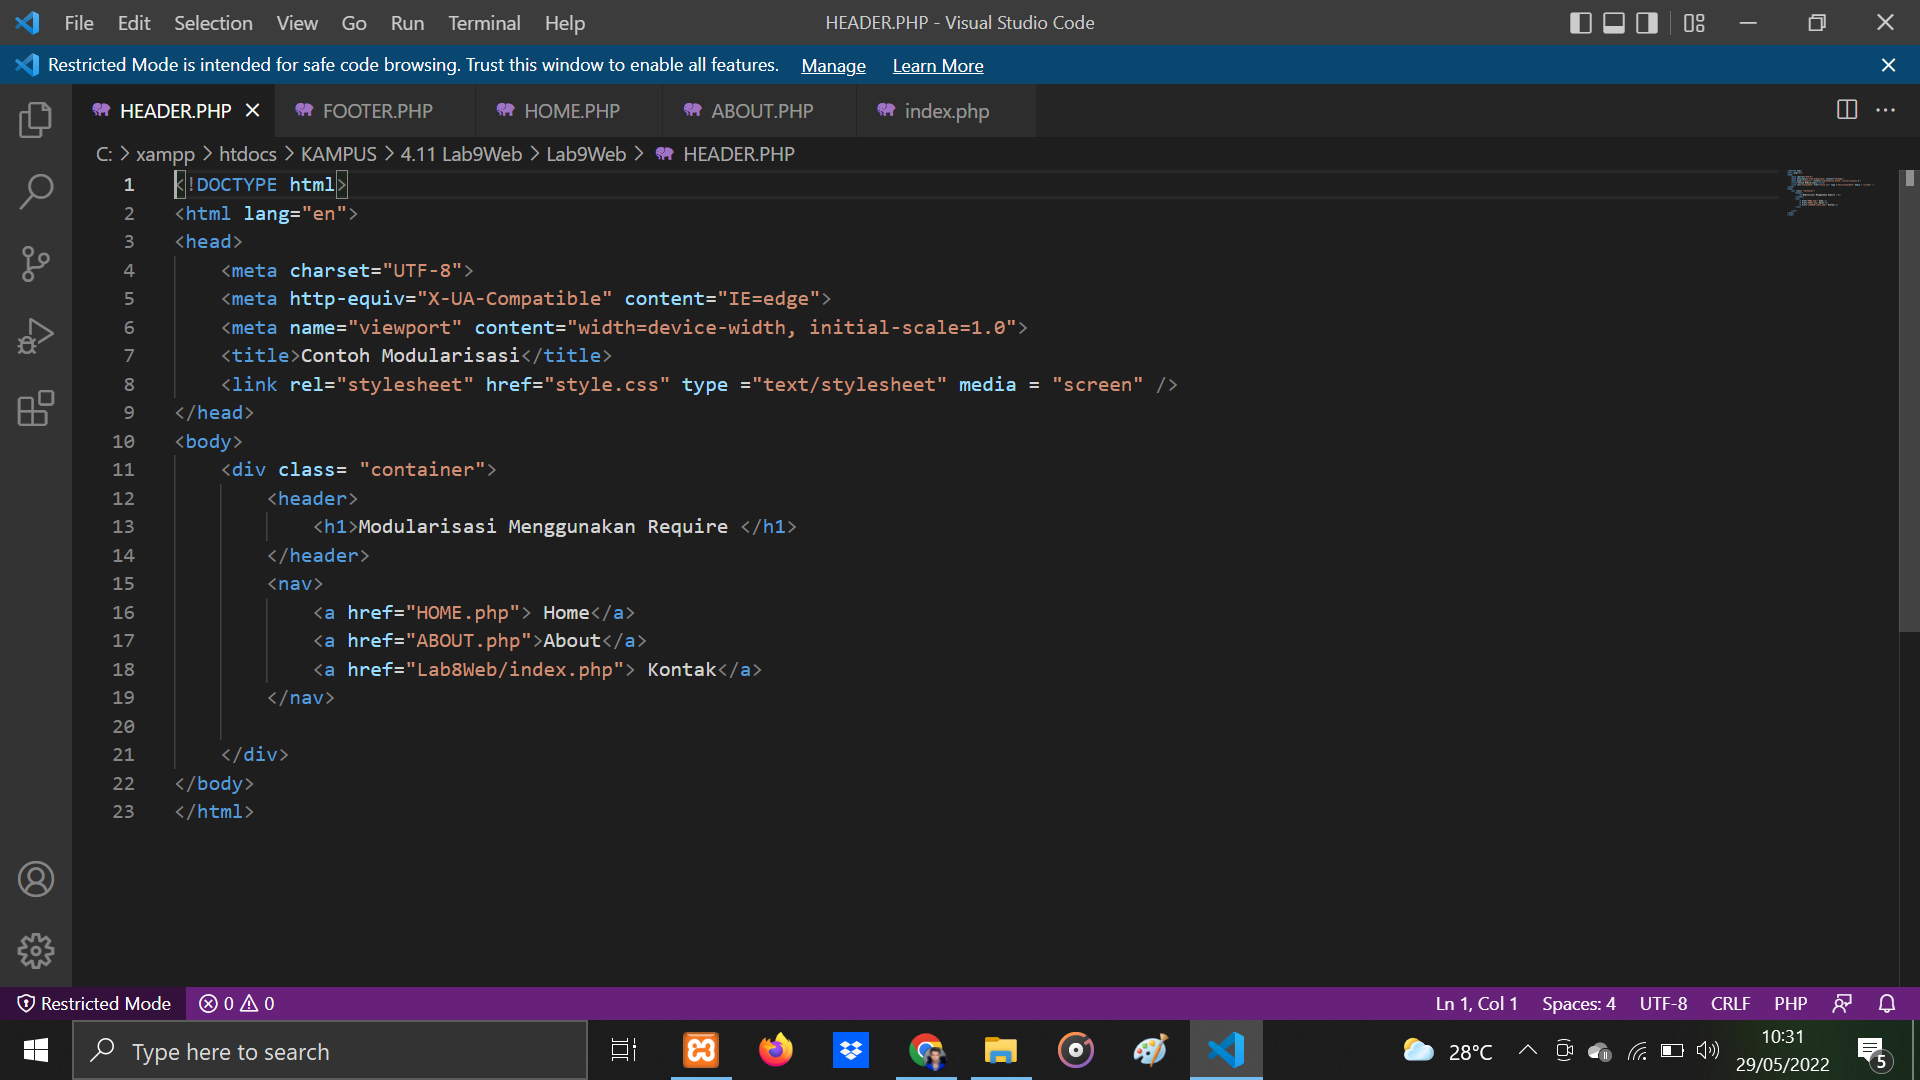 File Edit Selection View Go Run Terminal Help HEADER.PHP - Visual Studio Code
Restricted Mode is intended for safe code browsing. Trust this window to enable all features. Manage Learn More
HEADER.PHP FOOTER.PHP HOME.PHP ABOUT.PHP index.php
C: > xampp > htdocs > KAMPUS > 4.11 Lab9Web > Lab9Web > HEADER.PHP
1 <!DOCTYPE html>
2 <html lang="en">
3 <head>
4     <meta charset="UTF-8">
5     <meta http-equiv="X-UA-Compatible" content="IE=edge">
6     <meta name="viewport" content="width=device-width, initial-scale=1.0">
7     <title>Contoh Modularisasi</title>
8     <link rel="stylesheet" href="style.css" type ="text/stylesheet" media = "screen" />
9 </head>
10 <body>
11     <div class= "container">
12         <header>
13             <h1>Modularisasi Menggunakan Require </h1>
14         </header>
15         <nav>
16             <a href="HOME.php"> Home</a>
17             <a href="ABOUT.php">About</a>
18             <a href="Lab8Web/index.php"> Kontak</a>
19         </nav>
20
21     </div>
22 </body>
23 </html>
Restricted Mode 0 0 Ln 1, Col 1 Spaces: 4 UTF-8 CRLF PHP
Type here to search 28°C 10:31
29/05/2022 5